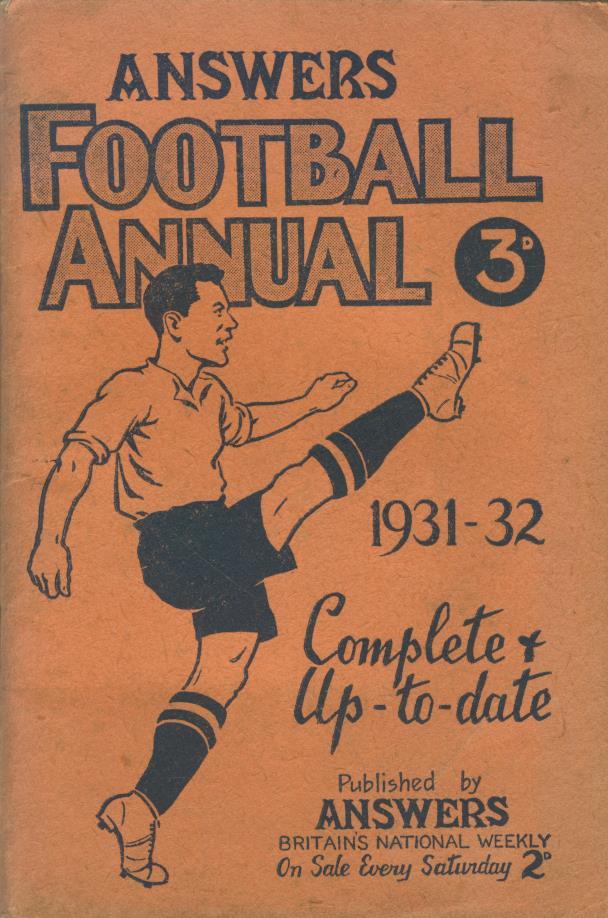 ANSWERS
FOOTBALL
ANNUAL 3D
1931-32
Complete +
Up-to-date
Published by
ANSWERS
BRITAIN'S NATIONAL WEEKLY
On Sale Every Saturday 2D